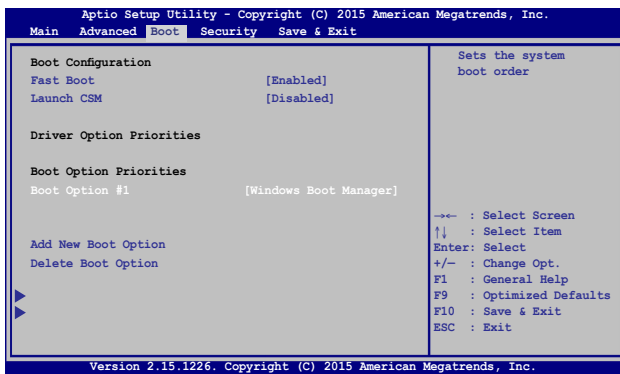 Aptio Setup Utility - Copyright (C) 2015 American Megatrends, Inc.
Main Advanced Boot Security Save & Exit
Boot Configuration
Fast Boot [Enabled]
Launch CSM [Disabled]
Driver Option Priorities
Boot Option Priorities
Boot Option #1 [Windows Boot Manager]
Add New Boot Option
Delete Boot Option
Sets the system
boot order
→← : Select Screen
↑↓ : Select Item
Enter: Select
+/— : Change Opt.
F1 : General Help
F9 : Optimized Defaults
F10 : Save & Exit
ESC : Exit
Version 2.15.1226. Copyright (C) 2015 American Megatrends, Inc.